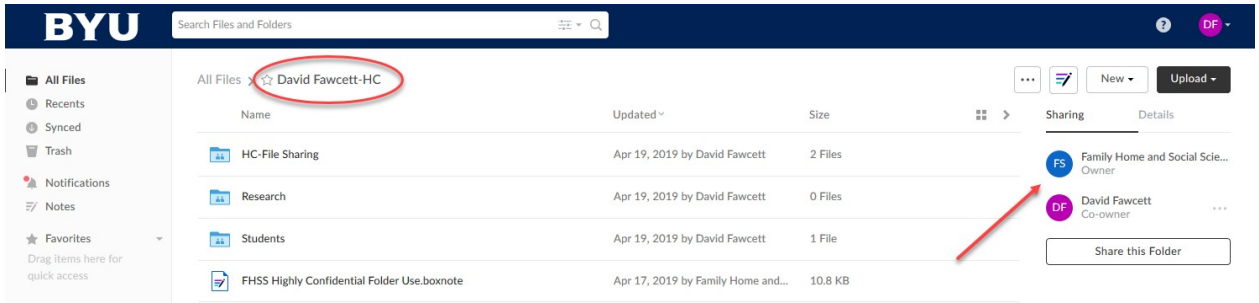 BYU
Search Files and Folders
?
DF
All Files
Recents
Synced
Trash
Notifications
Notes
Favorites
Drag items here for
quick access
All Files David Fawcett-HC
New
Upload
Name Updated Size
HC-File Sharing Apr 19, 2019 by David Fawcett 2 Files
Research Apr 19, 2019 by David Fawcett 0 Files
Students Apr 19, 2019 by David Fawcett 1 File
FHSS Highly Confidential Folder Use.boxnote Apr 17, 2019 by Family Home and... 10.8 KB
Sharing Details
FS
Family Home and Social Scie...
Owner
DF
David Fawcett
Co-owner
Share this Folder